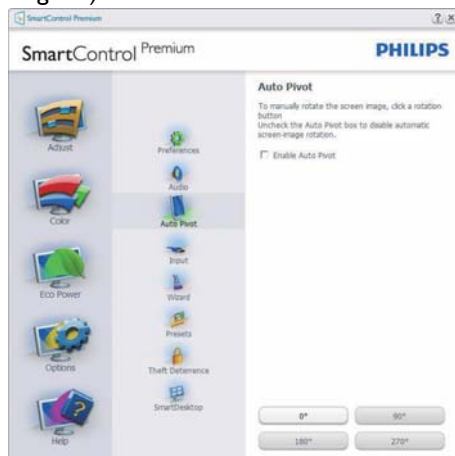 SmartControl Premium
SmartControl Premium
PHILIPS
Adjust
Color
Eco Power
Options
Help
Preferences
Audio
Auto Pivot
Input
Wizard
Presets
Theft Deterrence
SmartDesktop
Auto Pivot
To manually rotate the screen image, click a rotation
button
Uncheck the Auto Pivot box to disable automatic
screen-image rotation.
Enable Auto Pivot
0°
90°
180°
270°